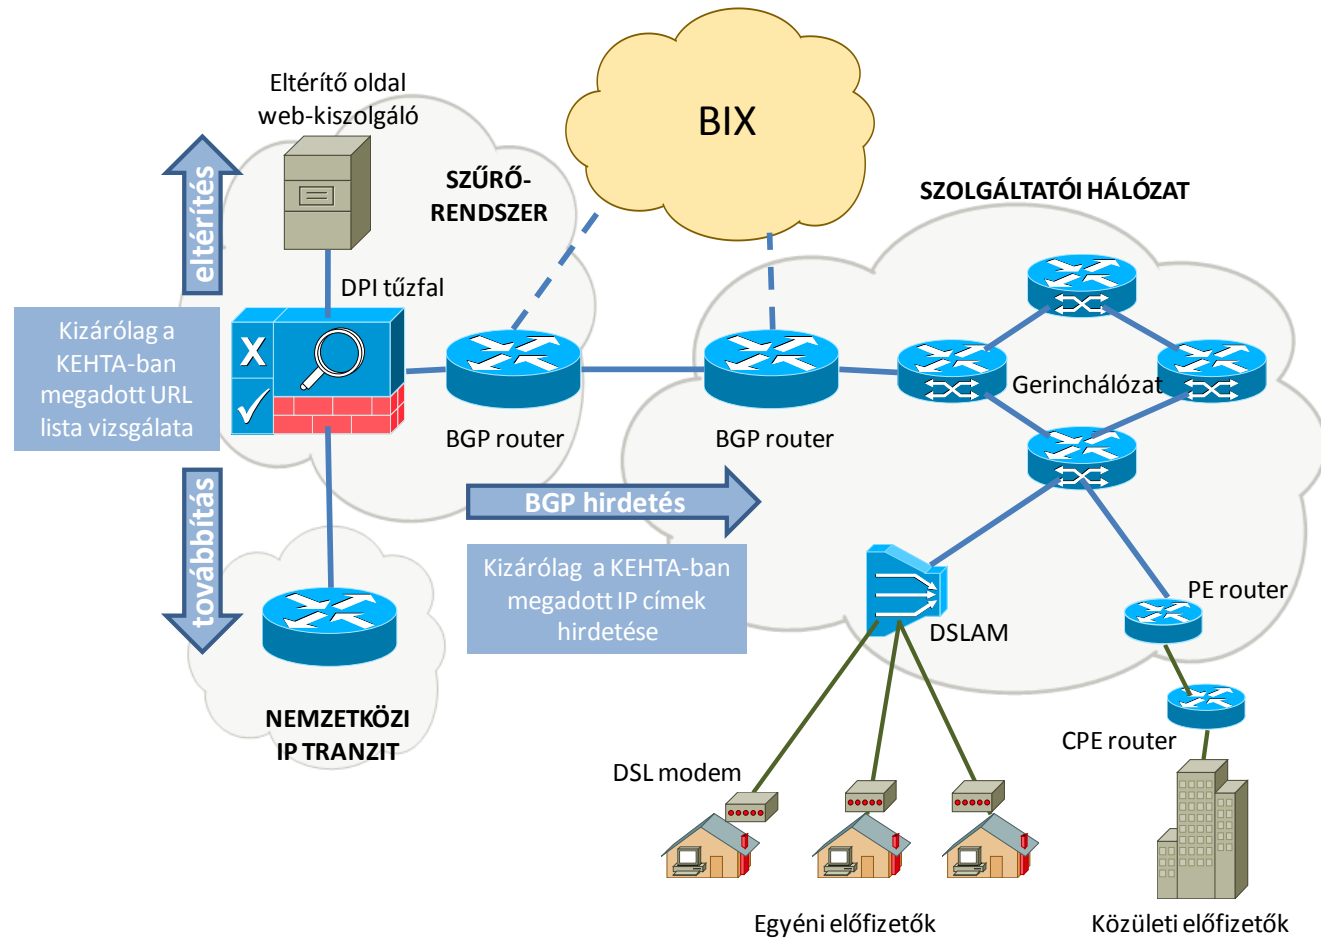 Eltérítő oldal
web-kiszolgáló
BIX
SZŰRŐ-
RENDSZER
SZOLGÁLTATÓI HÁLÓZAT
eltérítés
DPI tűzfal
Kizárólag a
KEHTA-ban
megadott URL
lista vizsgálata
BGP router
BGP router
Gerinchálózat
továbbítás
BGP hirdetés
Kizárólag a KEHTA-ban
megadott IP címek
hirdetése
DSLAM
PE router
NEMZETKÖZI
IP TRANZIT
CPE router
DSL modem
Egyéni előfizetők
Közületi előfizetők